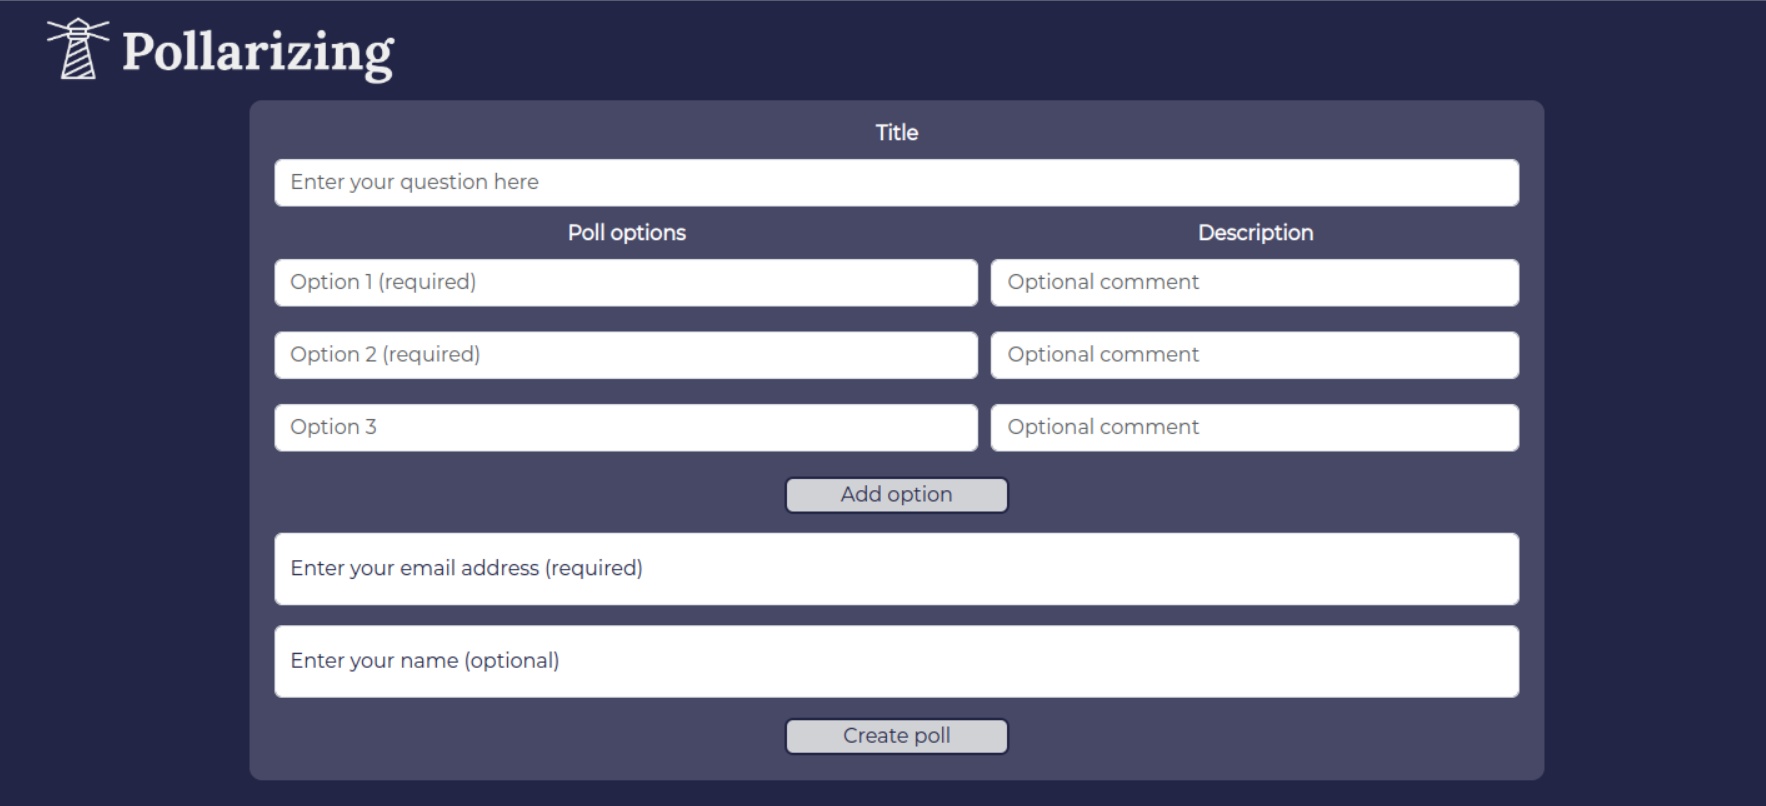 Pollarizing
Title
Enter your question here
Poll options Description
Option 1 (required) Optional comment
Option 2 (required) Optional comment
Option 3 Optional comment
Add option
Enter your email address (required)
Enter your name (optional)
Create poll